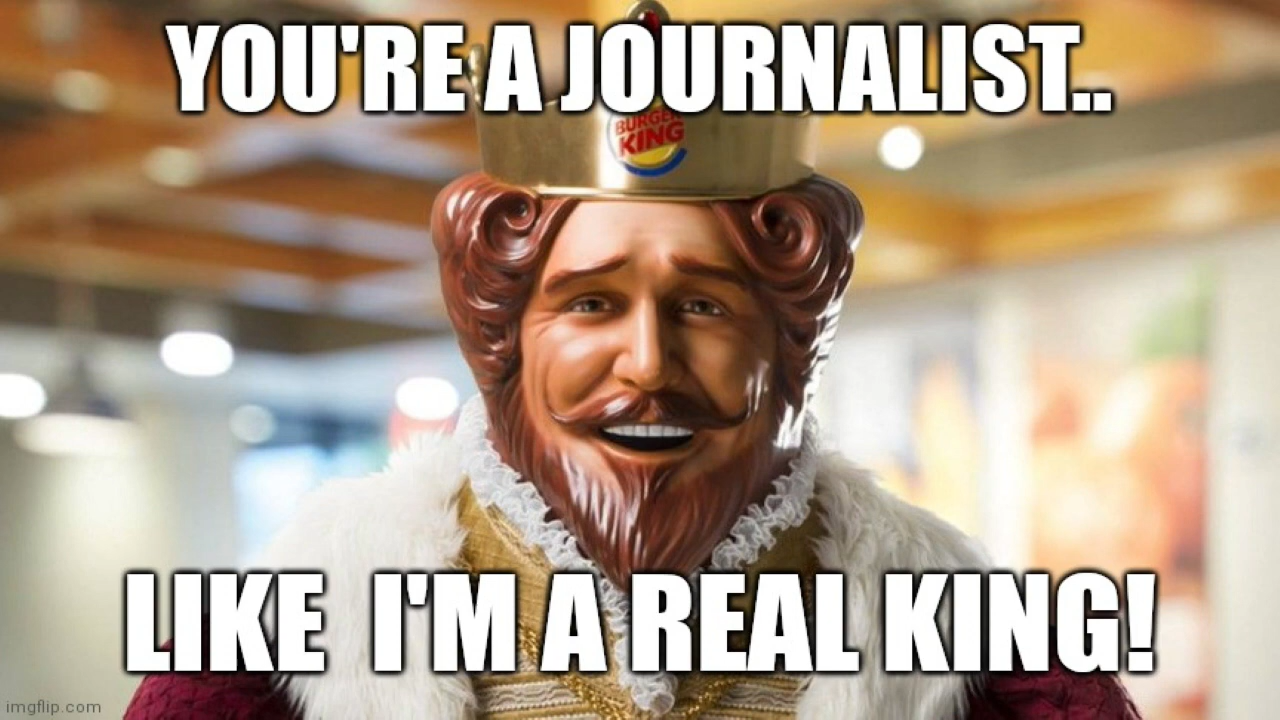 YOU'RE A JOURNALIST..
BURGER
KING
LIKE I'M A REAL KING!
imgflip.com